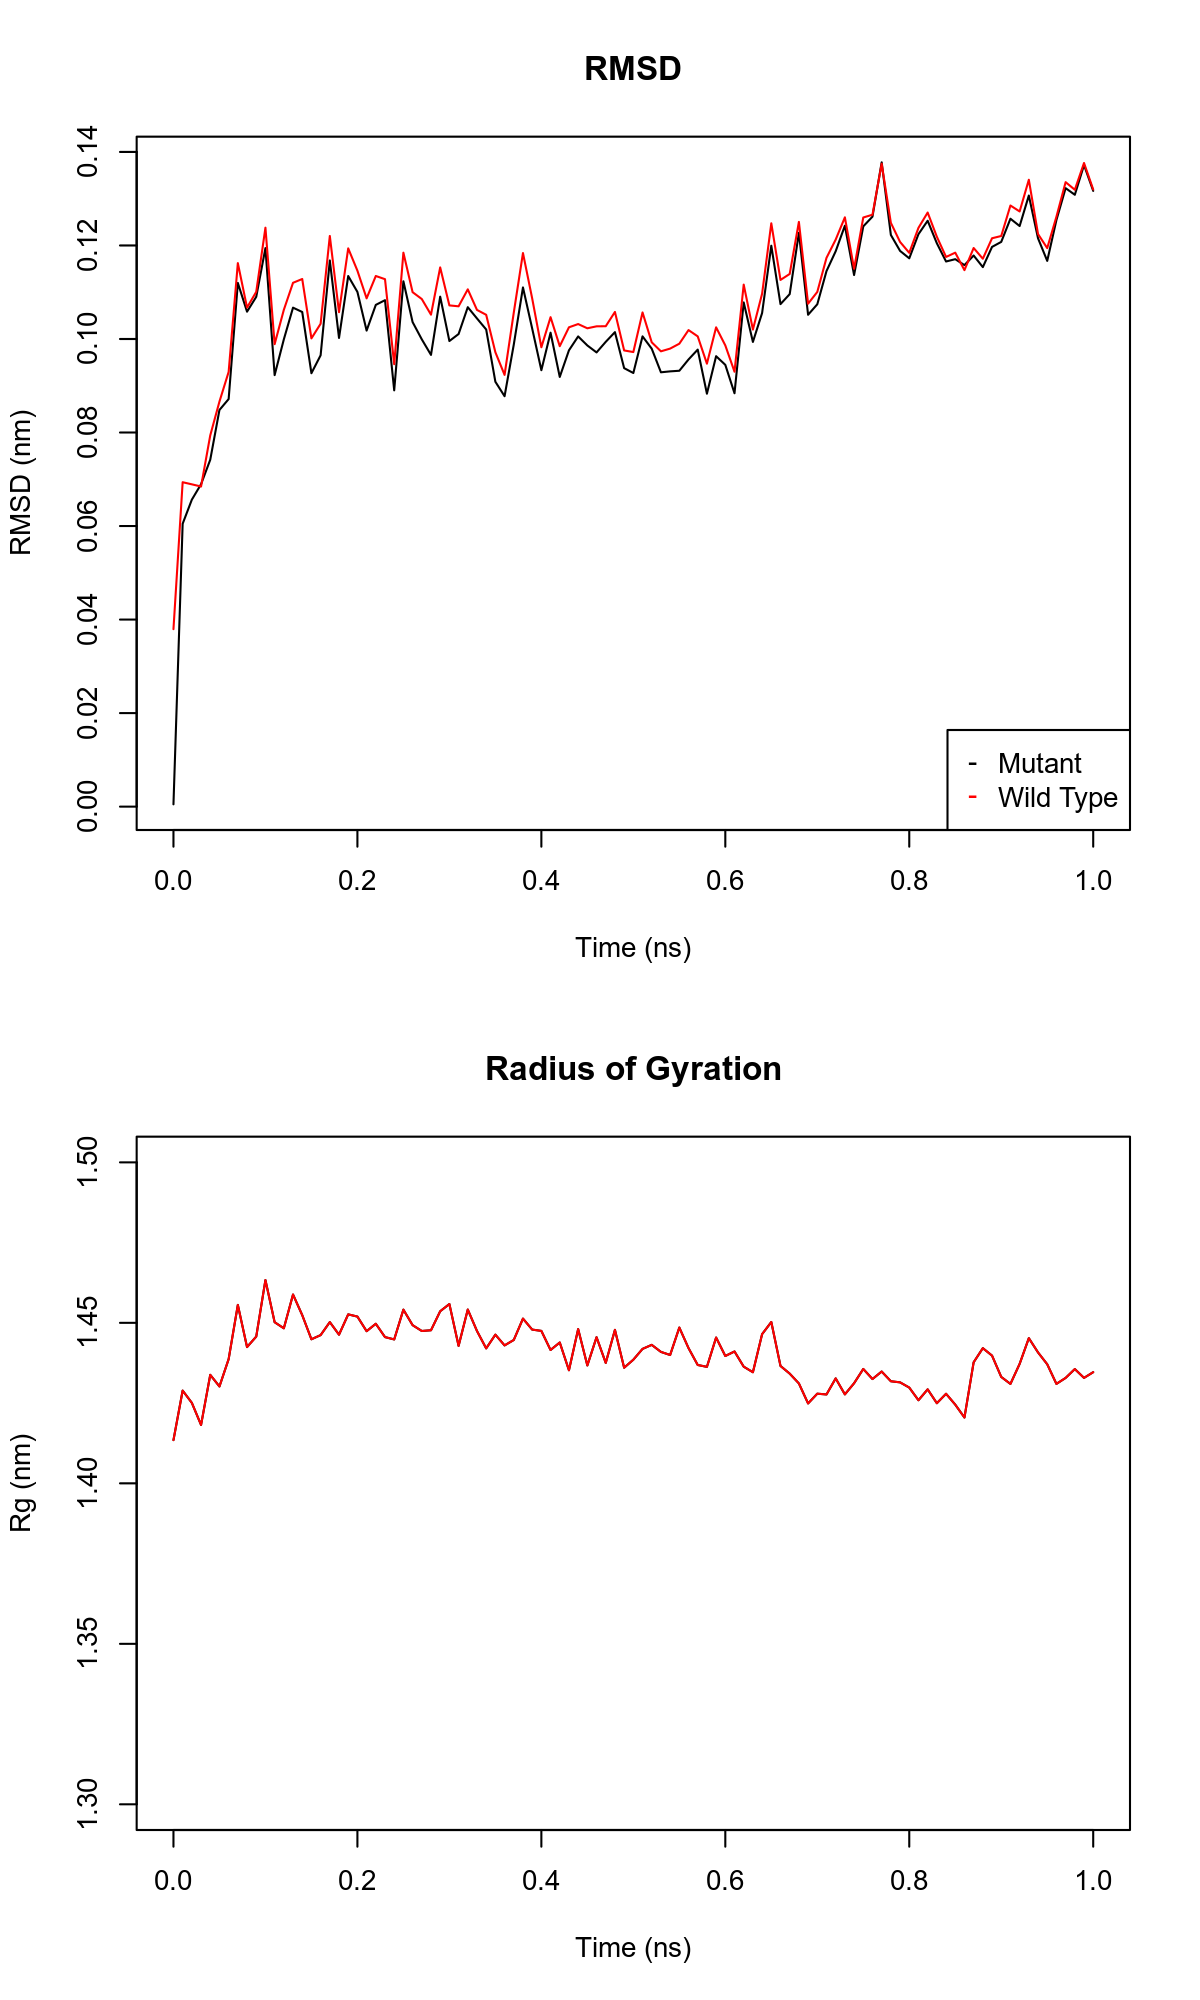 RMSD
RMSD (nm)
0.14
0.12
0.10
0.08
0.06
0.04
0.02
0.00
- Mutant
- Wild Type
0.0 0.2 0.4 0.6 0.8 1.0
Time (ns)
Radius of Gyration
Rg (nm)
1.50
1.45
1.40
1.35
1.30
0.0 0.2 0.4 0.6 0.8 1.0
Time (ns)